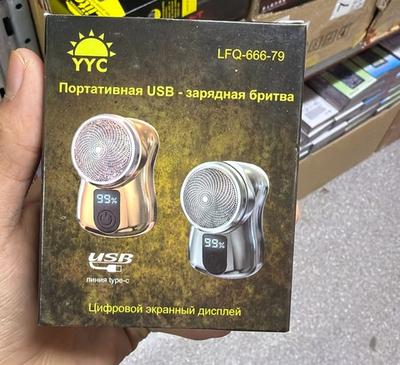 YYC
LFQ-666-79
Портативная USB - зарядная бритва
99%
99%
USB
линия type-c
Цифровой экранный дисплей